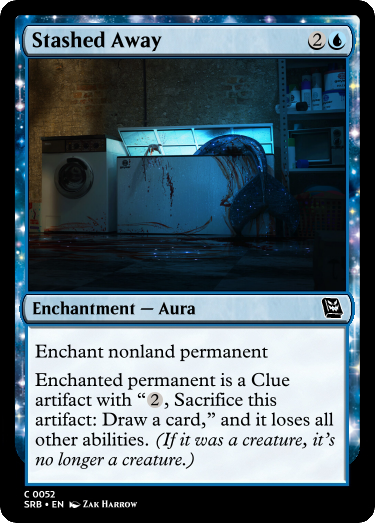 Stashed Away 2
Enchantment — Aura
Enchant nonland permanent
Enchanted permanent is a Clue
artifact with “2, Sacrifice this
artifact: Draw a card,” and it loses all
other abilities. (If it was a creature, it’s
no longer a creature.)
C 0052
SRB • EN Zak Harrow